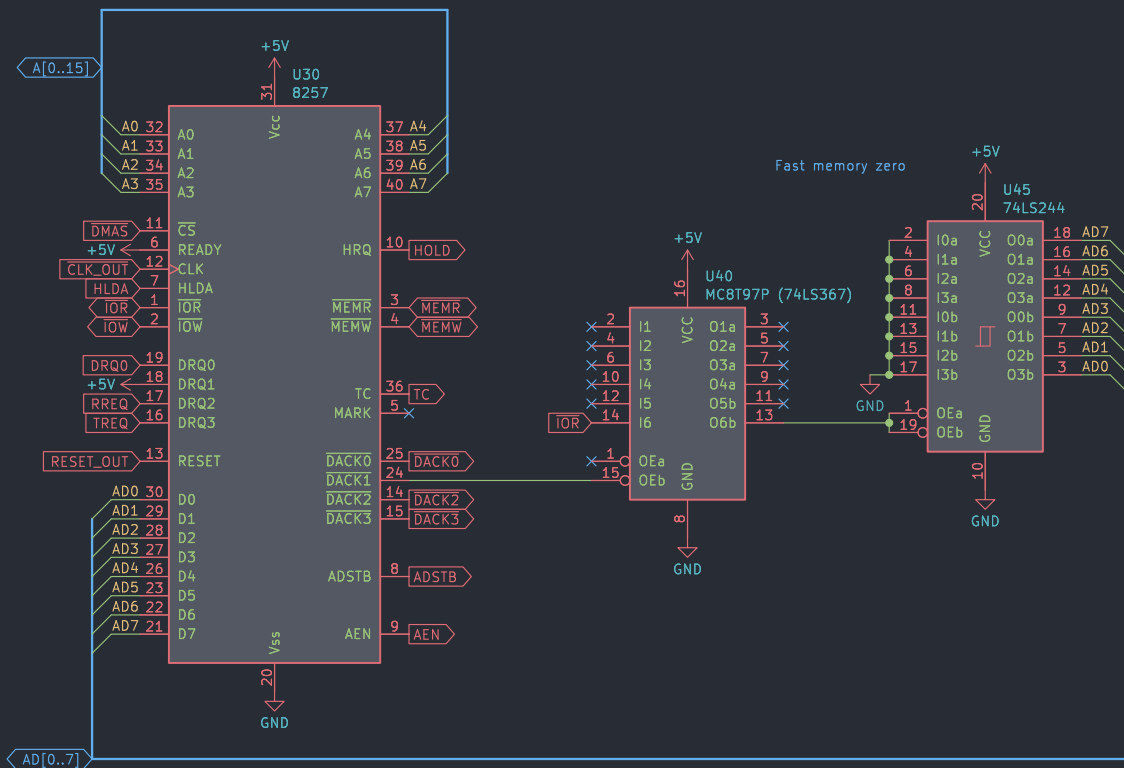 A[0..15]
+5V
31
U30
8257
Vcc
A0 32 A0
A1 33 A1
A2 34 A2
A3 35 A3
A4 37 A4
A5 38 A5
A6 39 A6
A7 40 A7
DMAS 11 CS
+5V 6 READY
CLK_OUT 12 CLK
HLDA 7 HLDA
IOR 1 IOR
IOW 2 IOW
DRQ0 19 DRQ0
+5V 18 DRQ1
RREQ 17 DRQ2
TREQ 16 DRQ3
RESET_OUT 13 RESET
AD0 30 D0
AD1 29 D1
AD2 28 D2
AD3 27 D3
AD4 26 D4
AD5 23 D5
AD6 22 D6
AD7 21 D7
HRQ 10 HOLD
MEMR 3 MEMR
MEMW 4 MEMW
TC 36 TC
MARK 5
DACK0 25 DACK0
DACK1 24
DACK2 14 DACK2
DACK3 15 DACK3
ADSTB 8 ADSTB
AEN 9 AEN
Vss
20
GND
AD[0..7]
+5V
16
U40
MC8T97P (74LS367)
VCC
2 I1
4 I2
6 I3
10 I4
12 I5
IOR 14 I6
1 OEa
15 OEb
O1a 3
O2a 5
O3a 7
O4a 9
O5b 11
O6b 13
GND
8
GND
Fast memory zero
+5V
20
U45
74LS244
VCC
2 I0a
4 I1a
6 I2a
8 I3a
11 I0b
13 I1b
15 I2b
17 I3b
GND
1 OEa
19 OEb
O0a 18 AD7
O1a 16 AD6
O2a 14 AD5
O3a 12 AD4
O0b 9 AD3
O1b 7 AD2
O2b 5 AD1
O3b 3 AD0
GND
10
GND